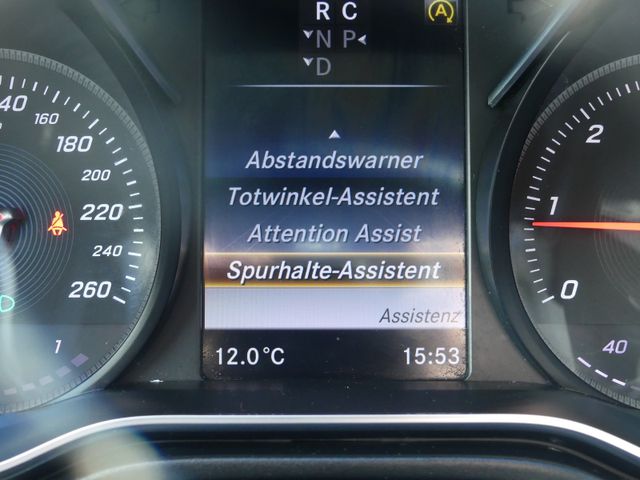 R C A
N P
D
140
160
180
200
220
240
260
1
Abstandswarner
Totwinkel-Assistent
Attention Assist
Spurhalte-Assistent
Assistenz
12.0°C 15:53
2
1
0
40